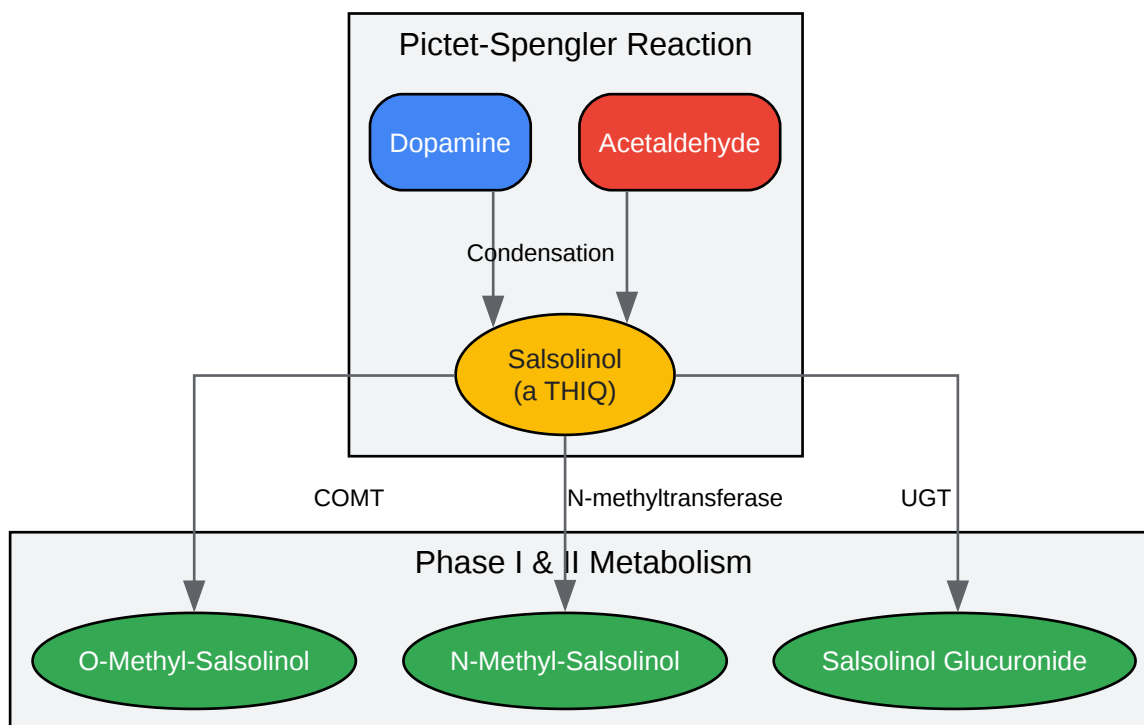 Pictet-Spengler Reaction
Dopamine
Acetaldehyde
Condensation
Salsolinol
(a THIQ)
COMT
N-methyltransferase
UGT
Phase I & II Metabolism
O-Methyl-Salsolinol
N-Methyl-Salsolinol
Salsolinol Glucuronide